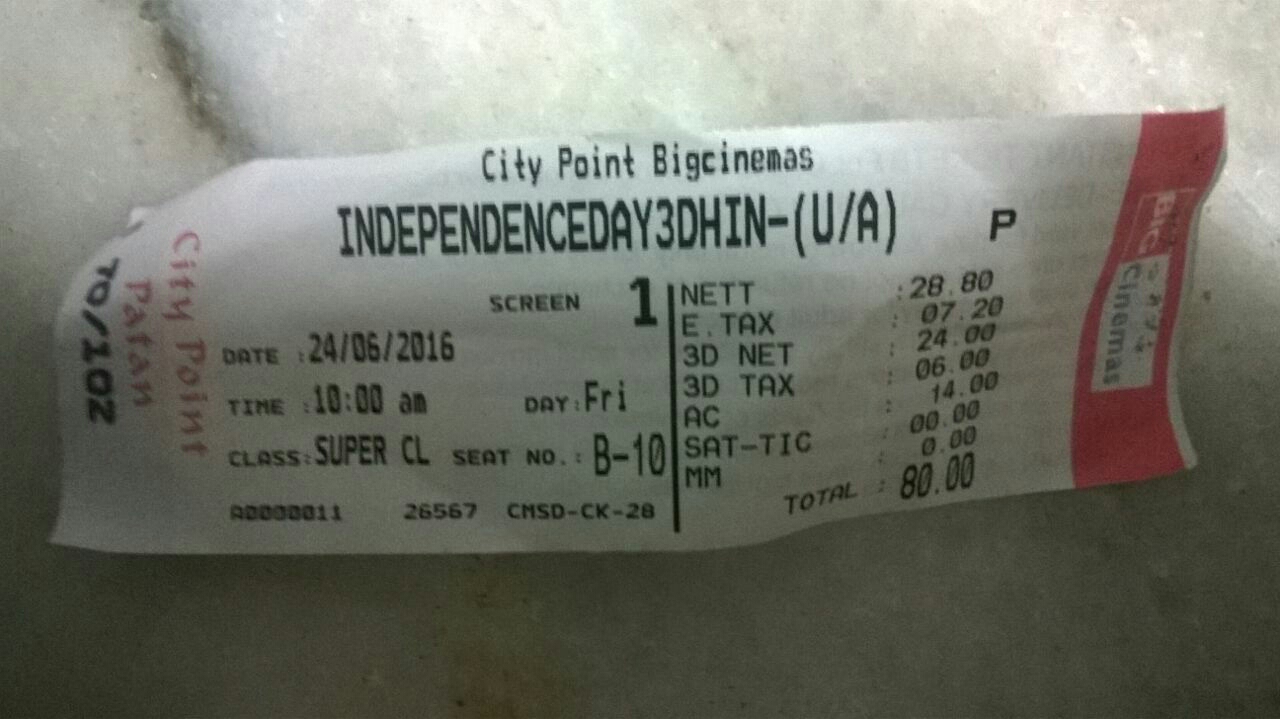 City Point Bigcinemas
INDEPENDENCEDAY3DHIN-(U/A) P
SCREEN 1
DATE :24/06/2016
TIME :10:00 am DAY:Fri
CLASS:SUPER CL SEAT NO.: B-10
A0000011 26567 CMSD-CK-28
NETT :28.80
E.TAX : 07.20
3D NET : 24.00
3D TAX : 06.00
AC : 14.00
SAT-TIC : 00.00
MM : 0.00
TOTAL : 80.00
City Point
Patan
TO/102
BIG
Cinemas